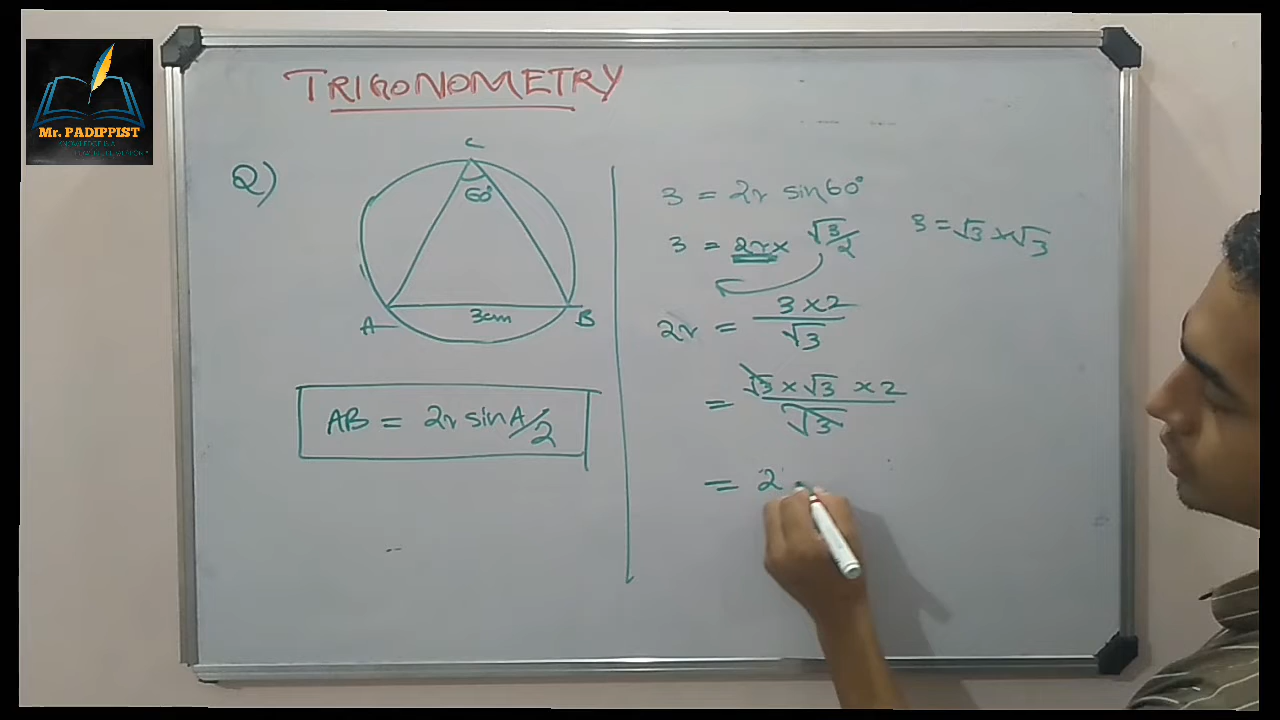 Mr. PADIPPIST
TRIGONOMETRY
Q)
C
60°
A
3cm
B
AB = 2r sin A/2
3 = 2r sin60°
3 = 2r × √3/2
3 = √3 × √3
2r = 3 × 2 / √3
= √3 × √3 × 2 / √3
= 2